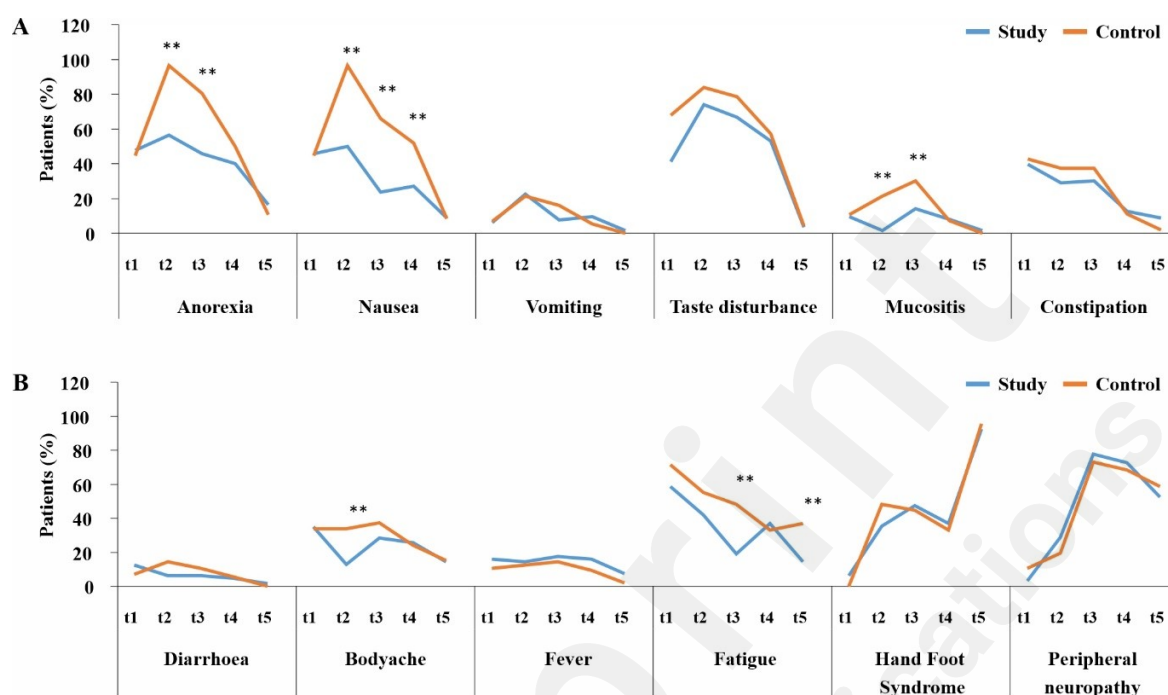 A
120
Study Control
100
80
60
40
20
0
Patients (%)
** ** ** ** ** ** **
t1 t2 t3 t4 t5 t1 t2 t3 t4 t5 t1 t2 t3 t4 t5 t1 t2 t3 t4 t5 t1 t2 t3 t4 t5 t1 t2 t3 t4 t5
Anorexia Nausea Vomiting Taste disturbance Mucositis Constipation
B
120
Study Control
100
80
60
40
20
0
Patients (%)
** ** **
t1 t2 t3 t4 t5 t1 t2 t3 t4 t5 t1 t2 t3 t4 t5 t1 t2 t3 t4 t5 t1 t2 t3 t4 t5 t1 t2 t3 t4 t5
Diarrhoea Bodyache Fever Fatigue Hand Foot Peripheral
Syndrome neuropathy